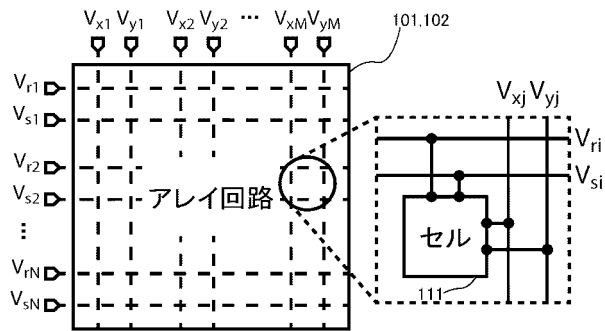 Vx1 Vy1 Vx2 Vy2 ⋯ VxM VyM
101,102
Vr1
Vs1
Vr2
Vs2
⋮
VrN
VsN
アレイ回路
Vxj Vyj
Vri
Vsi
セル
111